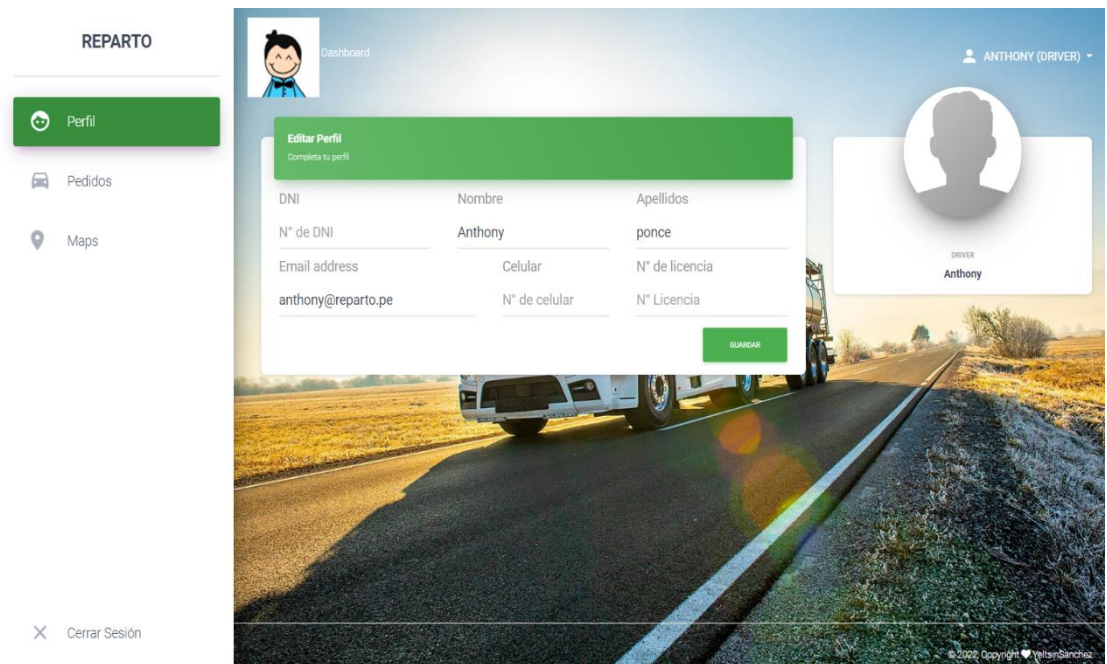 REPARTO
Perfil
Pedidos
Maps
Cerrar Sesión
Dashboard
ANTHONY (DRIVER)
Editar Perfil
Completa tu perfil
DNI Nombre Apellidos
N° de DNI Anthony ponce
Email address Celular N° de licencia
anthony@reparto.pe N° de celular N° Licencia
GUARDAR
DRIVER
Anthony
© 2022, Copyright YeltsinSanchez